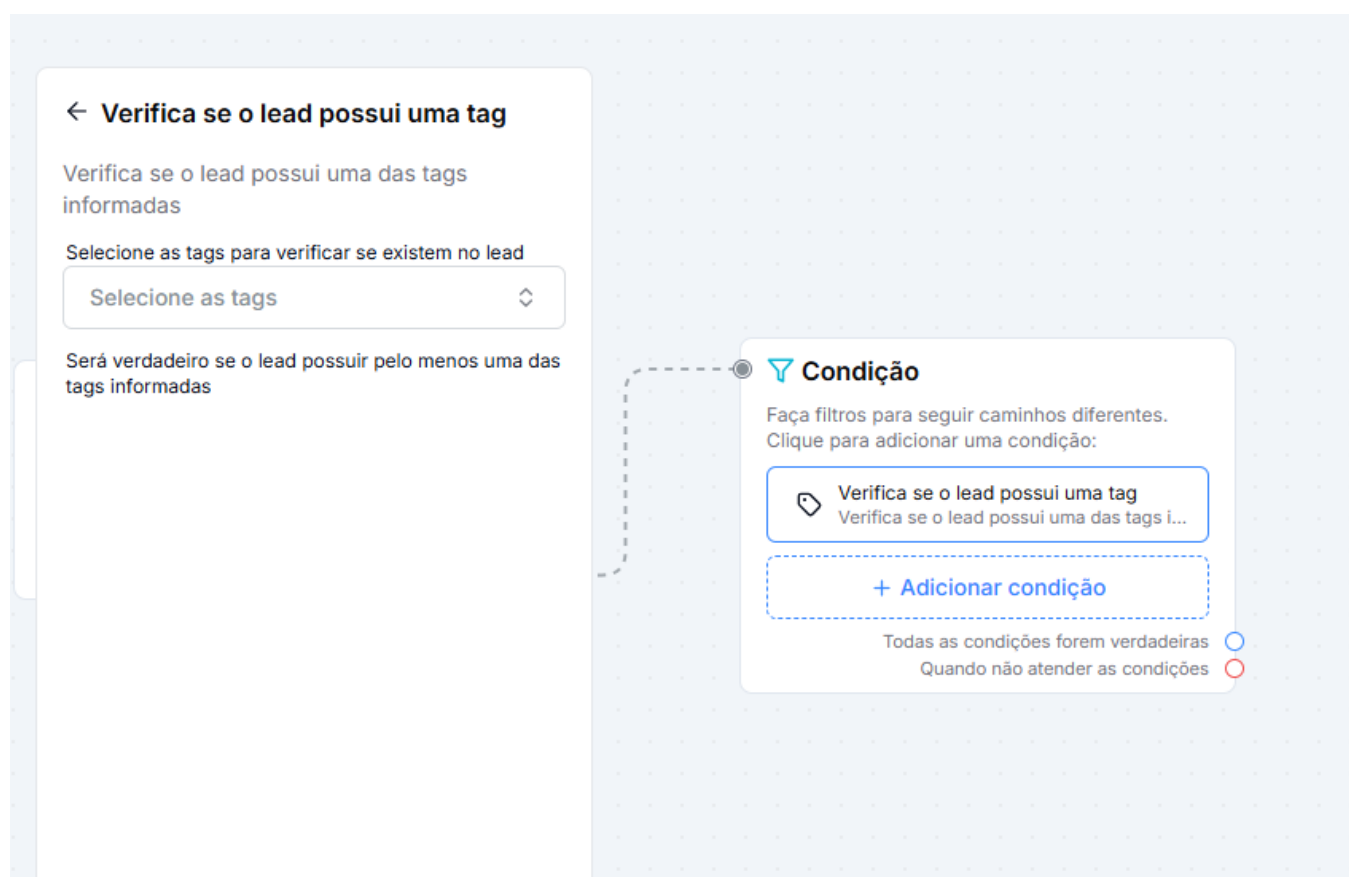 Verifica se o lead possui uma tag
Verifica se o lead possui uma das tags
informadas
Selecione as tags para verificar se existem no lead
Selecione as tags
Será verdadeiro se o lead possuir pelo menos uma das
tags informadas
Condição
Faça filtros para seguir caminhos diferentes.
Clique para adicionar uma condição:
Verifica se o lead possui uma tag
Verifica se o lead possui uma das tags i...
+ Adicionar condição
Todas as condições forem verdadeiras
Quando não atender as condições